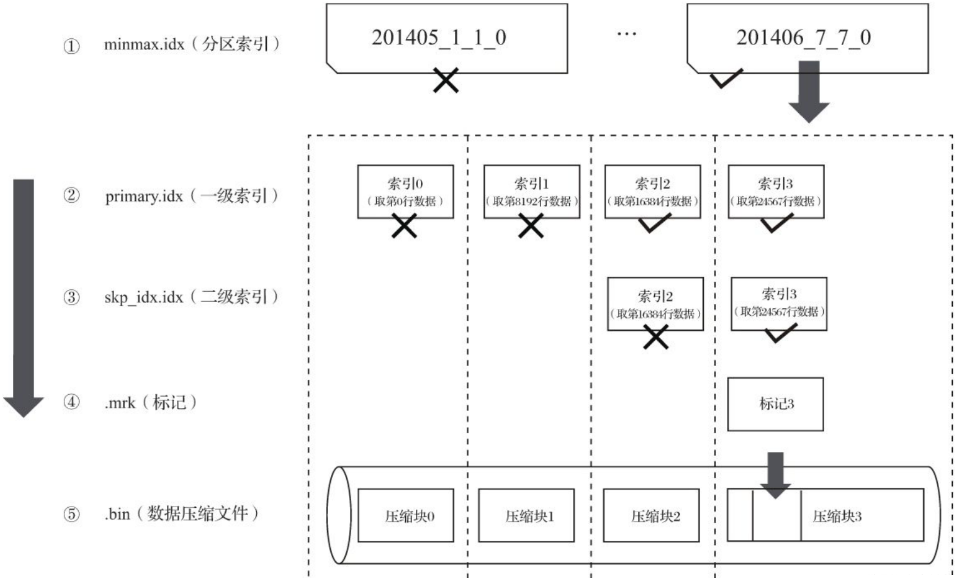 ① minmax.idx（分区索引） 201405_1_1_0 … 201406_7_7_0
② primary.idx（一级索引） 索引0 索引1 索引2 索引3
（取第0行数据） （取第8192行数据） （取第16384行数据） （取第24567行数据）
③ skp_idx.idx（二级索引） 索引2 索引3
（取第16384行数据） （取第24567行数据）
④ .mrk（标记） 标记3
⑤ .bin（数据压缩文件） 压缩块0 压缩块1 压缩块2 压缩块3